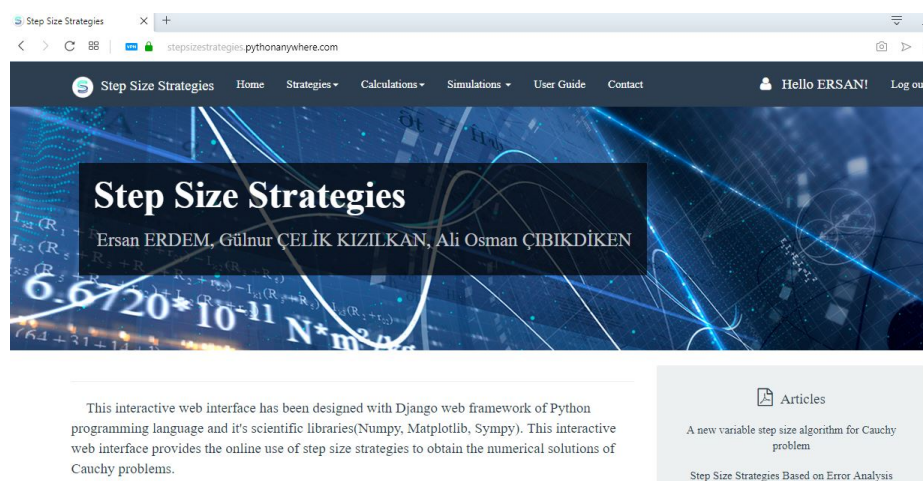 Step Size Strategies
stepsizestrategies.pythonanywhere.com
Step Size Strategies Home Strategies Calculations Simulations User Guide Contact Hello ERSAN!
Step Size Strategies
Ersan ERDEM, Gülnur ÇELİK KIZILKAN, Ali Osman ÇIBIKDİKEN
6.6720*10-11 N*m2/kg
This interactive web interface has been designed with Django web framework of Python
programming language and it's scientific libraries(Numpy, Matplotlib, Sympy). This interactive
web interface provides the online use of step size strategies to obtain the numerical solutions of
Cauchy problems.
Articles
A new variable step size algorithm for Cauchy
problem
Step Size Strategies Based on Error Analysis